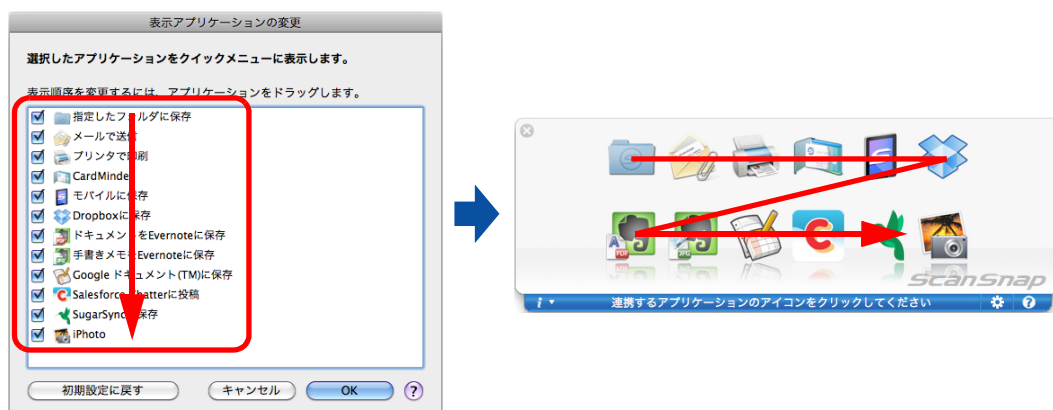 表示アプリケーションの変更
選択したアプリケーションをクイックメニューに表示します。
表示順序を変更するには、アプリケーションをドラッグします。
指定したフォルダに保存
メールで送信
プリンタで印刷
CardMinder
モバイルに保存
Dropboxに保存
ドキュメントをEvernoteに保存
手書きメモをEvernoteに保存
Google ドキュメント(TM)に保存
Salesforce Chatterに投稿
SugarSyncに保存
iPhoto
初期設定に戻す
キャンセル
OK
?
A
PDF
JPG
C
ScanSnap
i
連携するアプリケーションのアイコンをクリックしてください
?